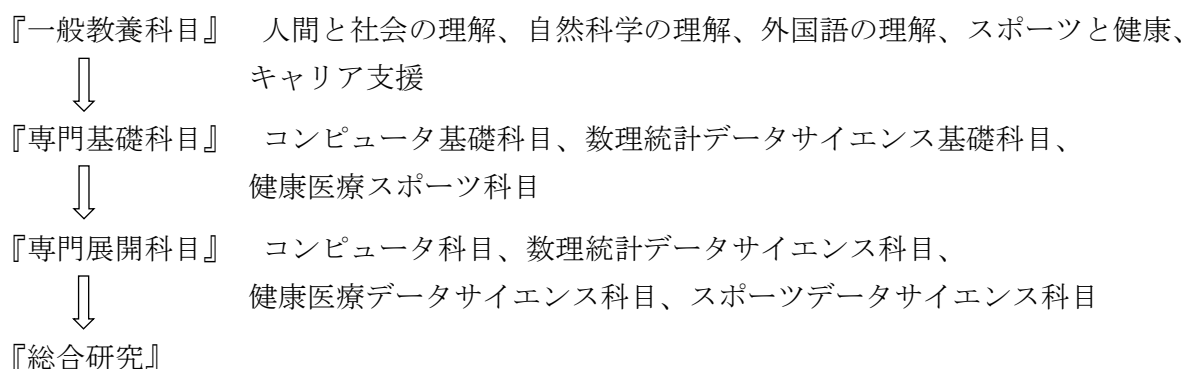 『一般教養科目』　人間と社会の理解、自然科学の理解、外国語の理解、スポーツと健康、
キャリア支援
『専門基礎科目』　コンピュータ基礎科目、数理統計データサイエンス基礎科目、
健康医療スポーツ科目
『専門展開科目』　コンピュータ科目、数理統計データサイエンス科目、
健康医療データサイエンス科目、スポーツデータサイエンス科目
『総合研究』